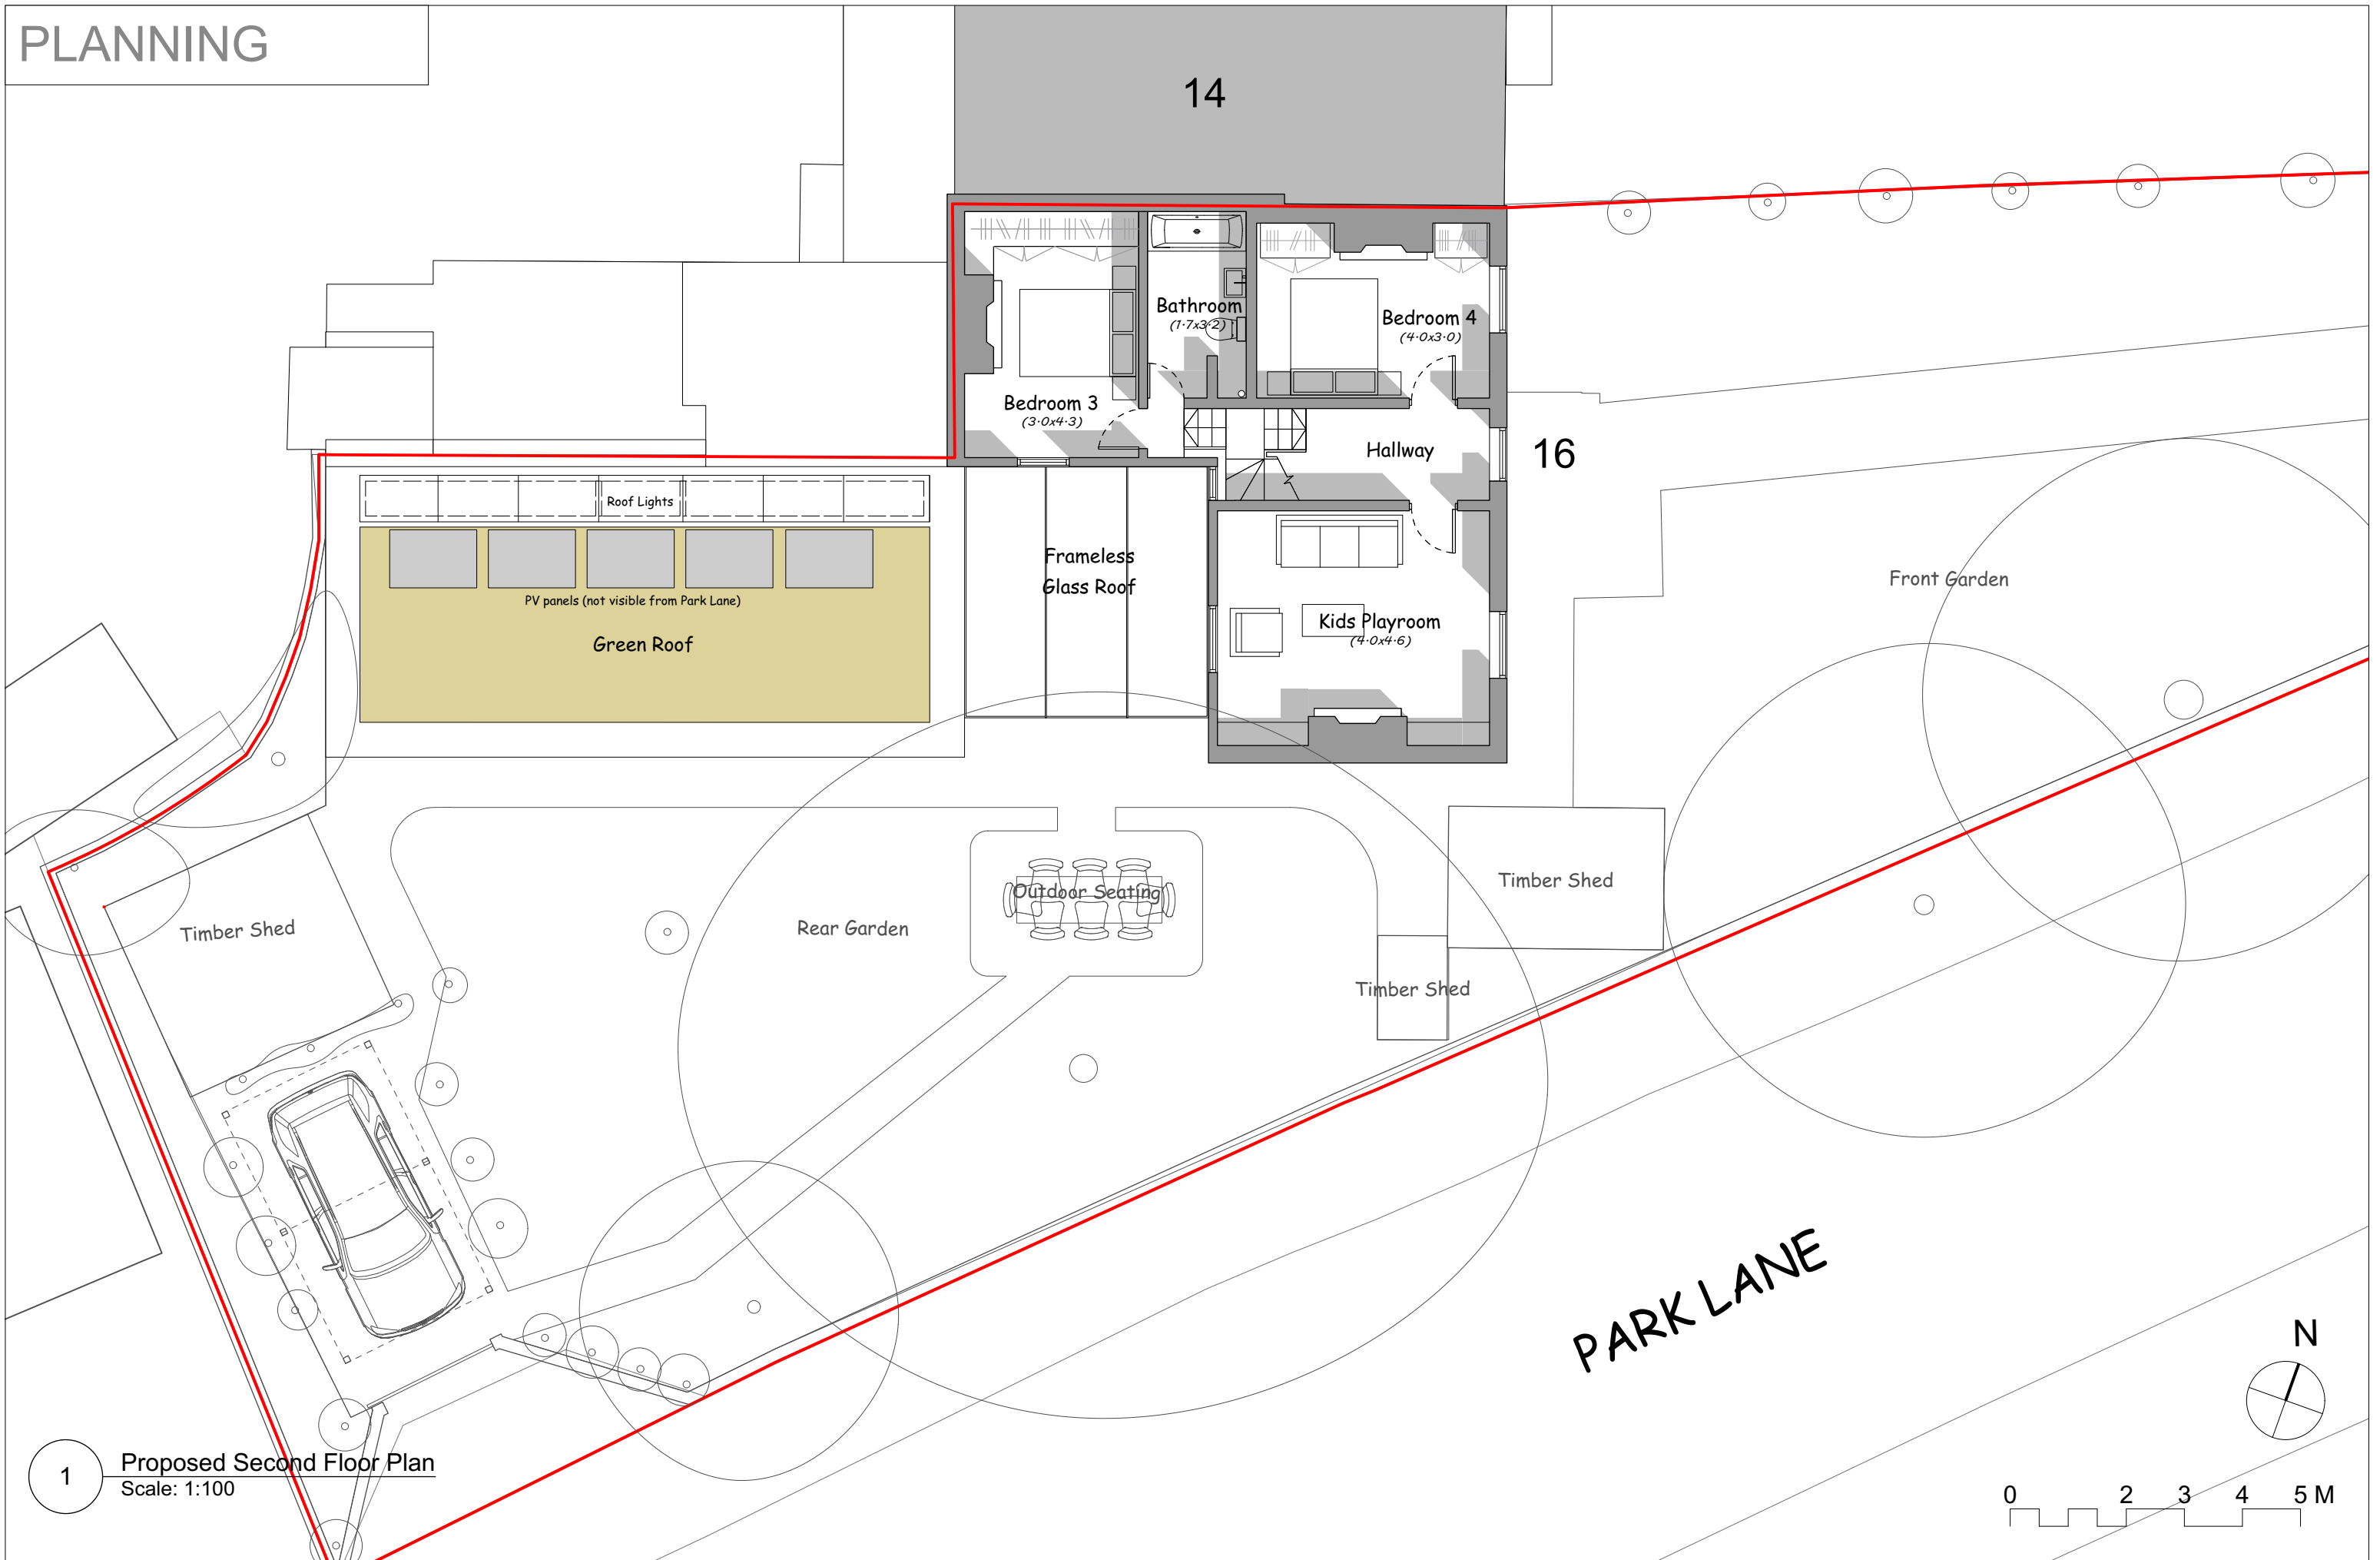 PLANNING
14
Bathroom
(1·7x3·2)
Bedroom 4
(4·0x3·0)
Bedroom 3
(3·0x4·3)
Hallway
16
Roof Lights
Frameless
Glass Roof
PV panels (not visible from Park Lane)
Green Roof
Kids Playroom
(4·0x4·6)
Front Garden
Timber Shed
Rear Garden
Outdoor Seating
Timber Shed
Timber Shed
PARK LANE
N
1
Proposed Second Floor Plan
Scale: 1:100
0 2 3 4 5 M